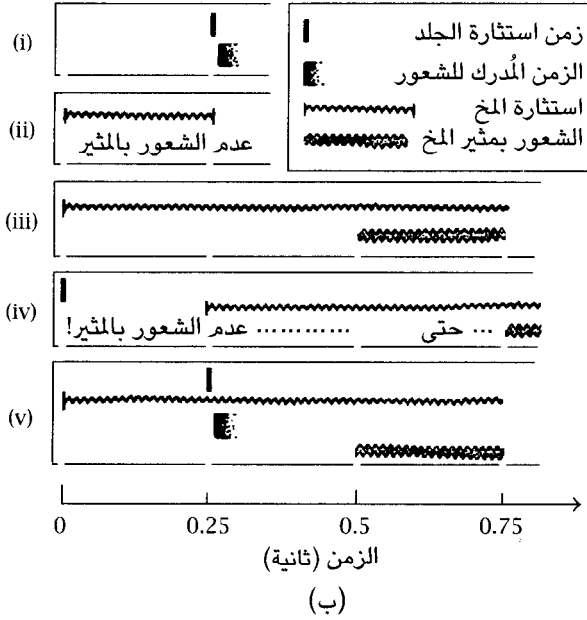 (i)
زمن استثارة الجلد
الزمن المُدرك للشعور
استثارة المخ
الشعور بمثير المخ
(ii)
عدم الشعور بالمثير
(iii)
(iv)
عدم الشعور بالمثير! ............ حتى ...
(v)
0 0.25 0.5 0.75
الزمن (ثانية)
(ب)